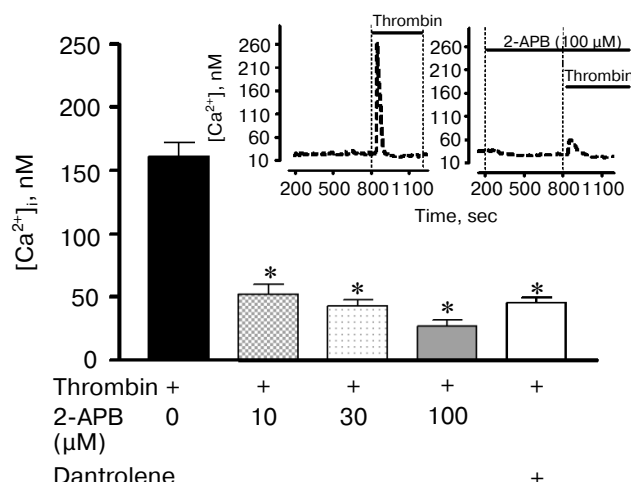 Thrombin
260
210
160
110
60
10
[Ca²⁺]ᵢ, nM
200 500 800 1100
2-APB (100 μM)
Thrombin
260
210
160
110
60
10
[Ca²⁺]ᵢ, nM
200 500 800 1100
Time, sec
250
200
150
100
50
0
[Ca²⁺]ᵢ, nM
* * * *
Thrombin + + + + +
2-APB 0 10 30 100
(μM)
Dantrolene +